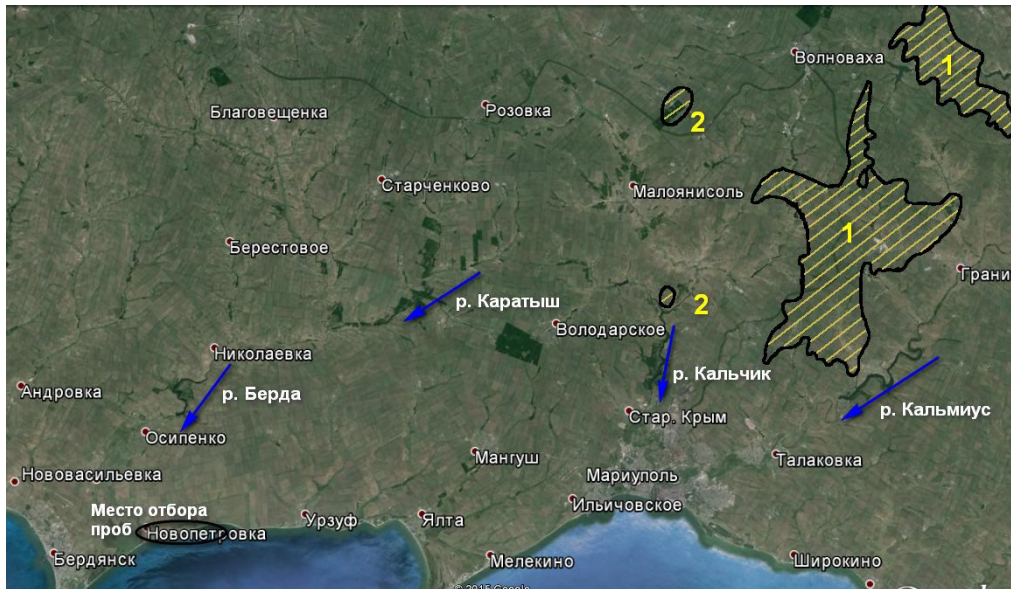 Волноваха
1
Благовещенка
Розовка
2
Старченково
Малоянисоль
1
Берестовое
Грани
р. Каратыш
2
Володарское
Николаевка
р. Кальчик
Андровка
р. Берда
р. Кальмиус
Стар. Крым
Осипенко
Мангуш
Талаковка
Нововасильевка
Мариуполь
Ильичовское
Место отбора
проб
Новопетровка
Урзуф
Ялта
Бердянск
Мелекино
Широкино
© 2015 Google